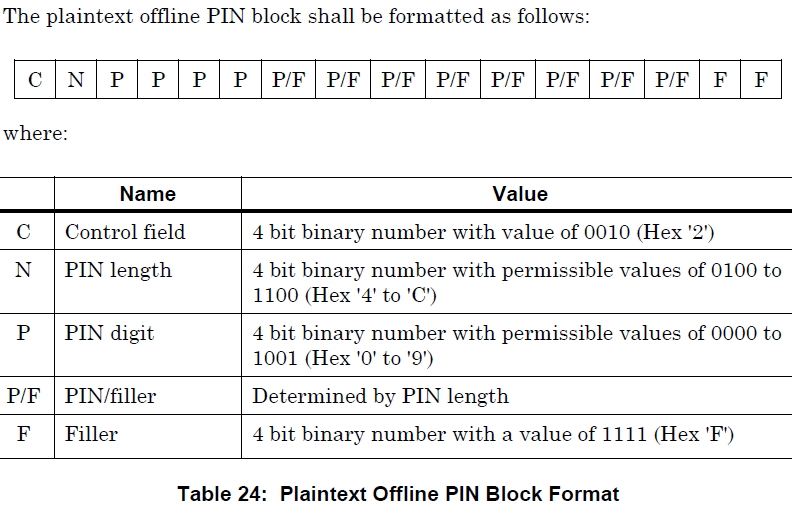 The plaintext offline PIN block shall be formatted as follows:
C N P P P P P/F P/F P/F P/F P/F P/F P/F P/F F F
where:
Name Value
C Control field 4 bit binary number with value of 0010 (Hex '2')
N PIN length 4 bit binary number with permissible values of 0100 to
1100 (Hex '4' to 'C')
P PIN digit 4 bit binary number with permissible values of 0000 to
1001 (Hex '0' to '9')
P/F PIN/filler Determined by PIN length
F Filler 4 bit binary number with a value of 1111 (Hex 'F')
Table 24: Plaintext Offline PIN Block Format